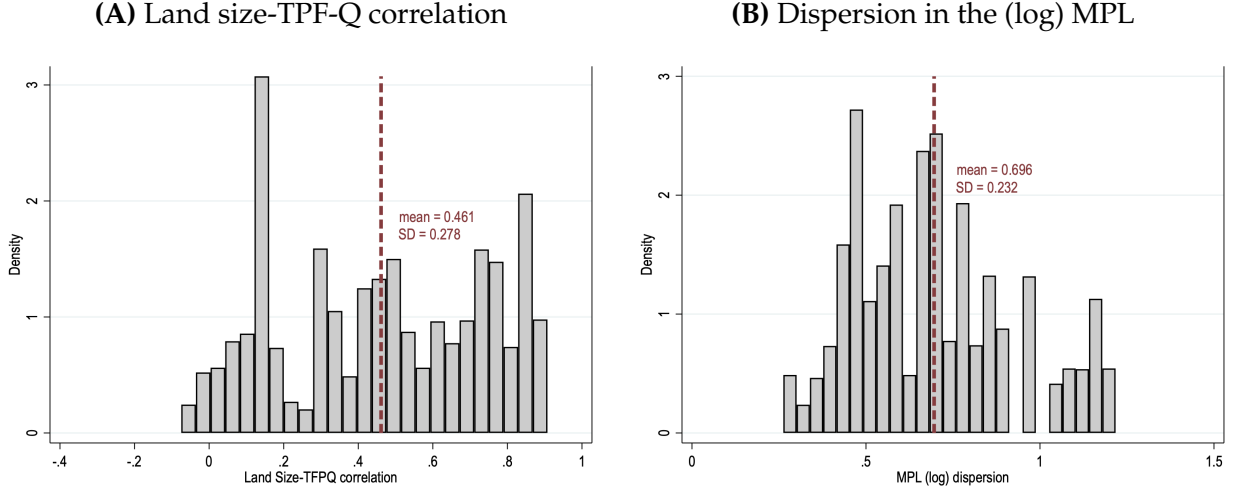 (A) Land size-TPF-Q correlation
3
2
1
0
Density
mean = 0.461
SD = 0.278
-.4 -.2 0 .2 .4 .6 .8 1
Land Size-TFPQ correlation
(B) Dispersion in the (log) MPL
3
2
1
0
Density
mean = 0.696
SD = 0.232
0 .5 1 1.5
MPL (log) dispersion